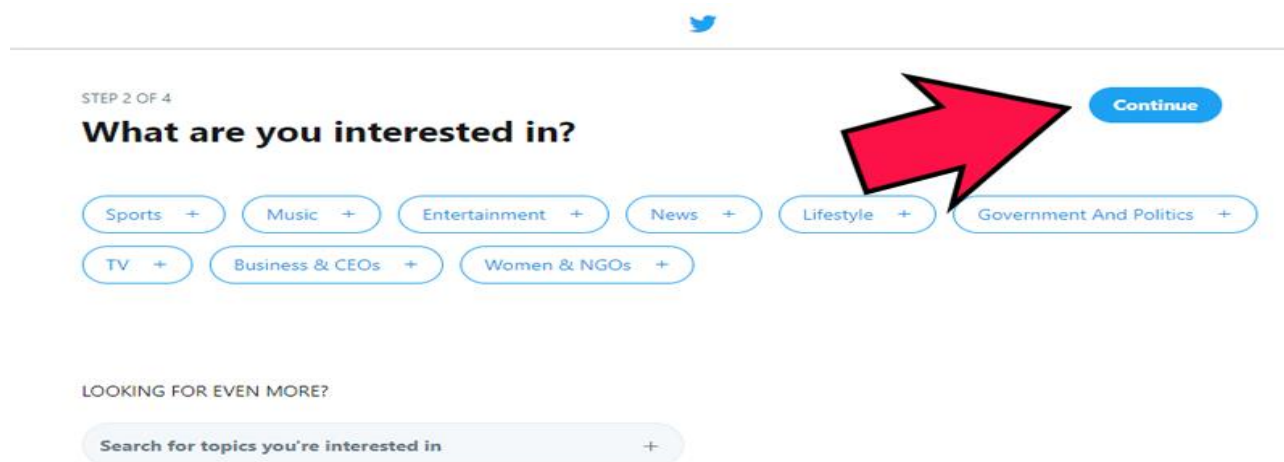 STEP 2 OF 4
Continue
What are you interested in?
Sports +
Music +
Entertainment +
News +
Lifestyle +
Government And Politics +
TV +
Business & CEOs +
Women & NGOs +
LOOKING FOR EVEN MORE?
Search for topics you're interested in +